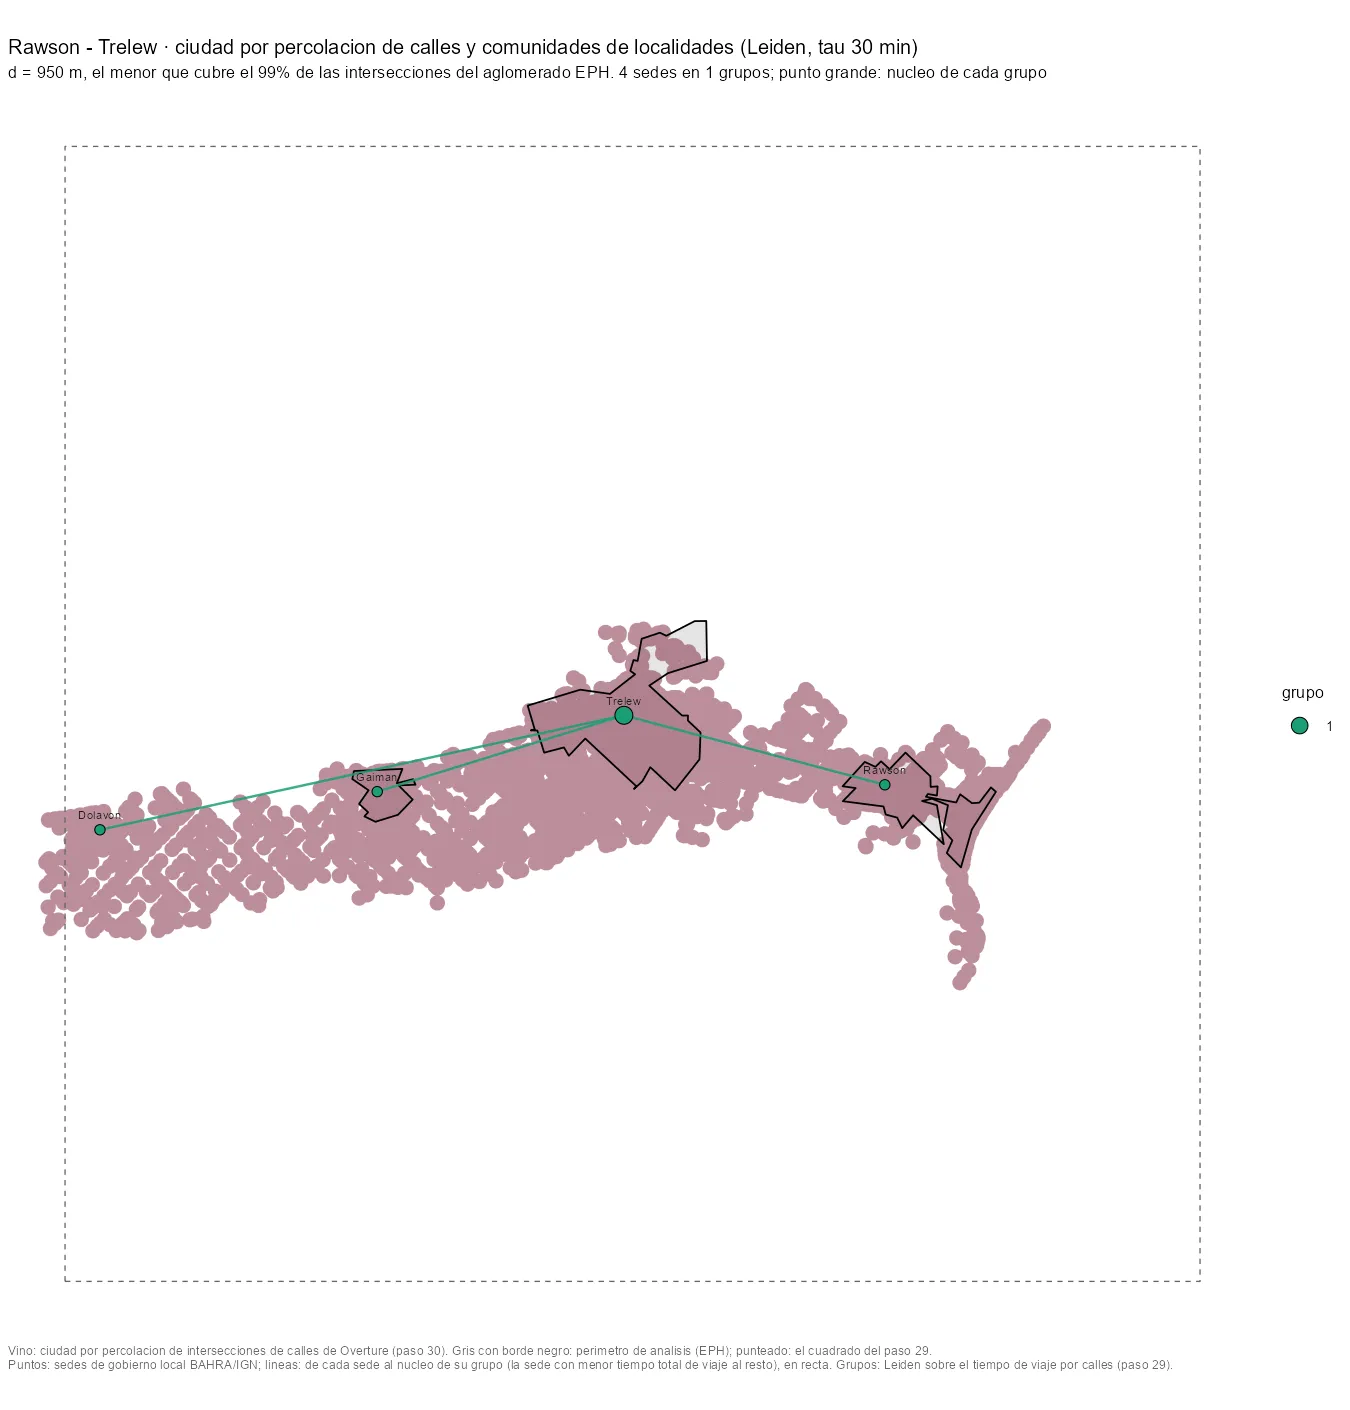 Rawson - Trelew · ciudad por percolacion de calles y comunidades de localidades (Leiden, tau 30 min)
d = 950 m, el menor que cubre el 99% de las intersecciones del aglomerado EPH. 4 sedes en 1 grupos; punto grande: nucleo de cada grupo
grupo
1
Trelew
Rawson
Gaiman
Dolavon
Vino: ciudad por percolacion de intersecciones de calles de Overture (paso 30). Gris con borde negro: perimetro de analisis (EPH); punteado: el cuadrado del paso 29.
Puntos: sedes de gobierno local BAHRA/IGN; lineas: de cada sede al nucleo de su grupo (la sede con menor tiempo total de viaje al resto), en recta. Grupos: Leiden sobre el tiempo de viaje por calles (paso 29).